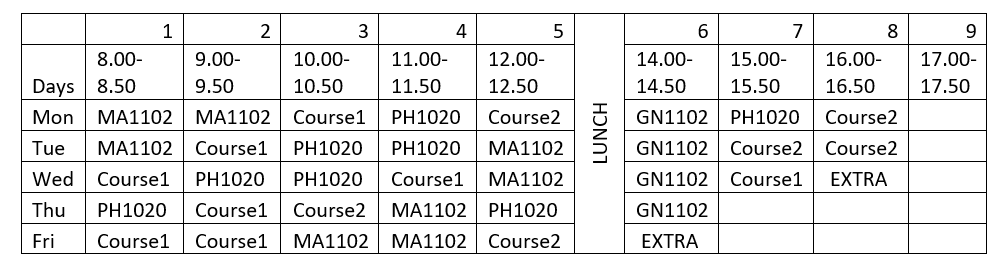 1 2 3 4 5 6 7 8 9
8.00- 9.00- 10.00- 11.00- 12.00- 14.00- 15.00- 16.00- 17.00-
Days 8.50 9.50 10.50 11.50 12.50 14.50 15.50 16.50 17.50
Mon MA1102 MA1102 Course1 PH1020 Course2 GN1102 PH1020 Course2
LUNCH
Tue MA1102 Course1 PH1020 PH1020 MA1102 GN1102 Course2 Course2
Wed Course1 PH1020 PH1020 Course1 MA1102 GN1102 Course1 EXTRA
Thu PH1020 Course1 Course2 MA1102 PH1020 GN1102
Fri Course1 Course1 MA1102 MA1102 Course2 EXTRA